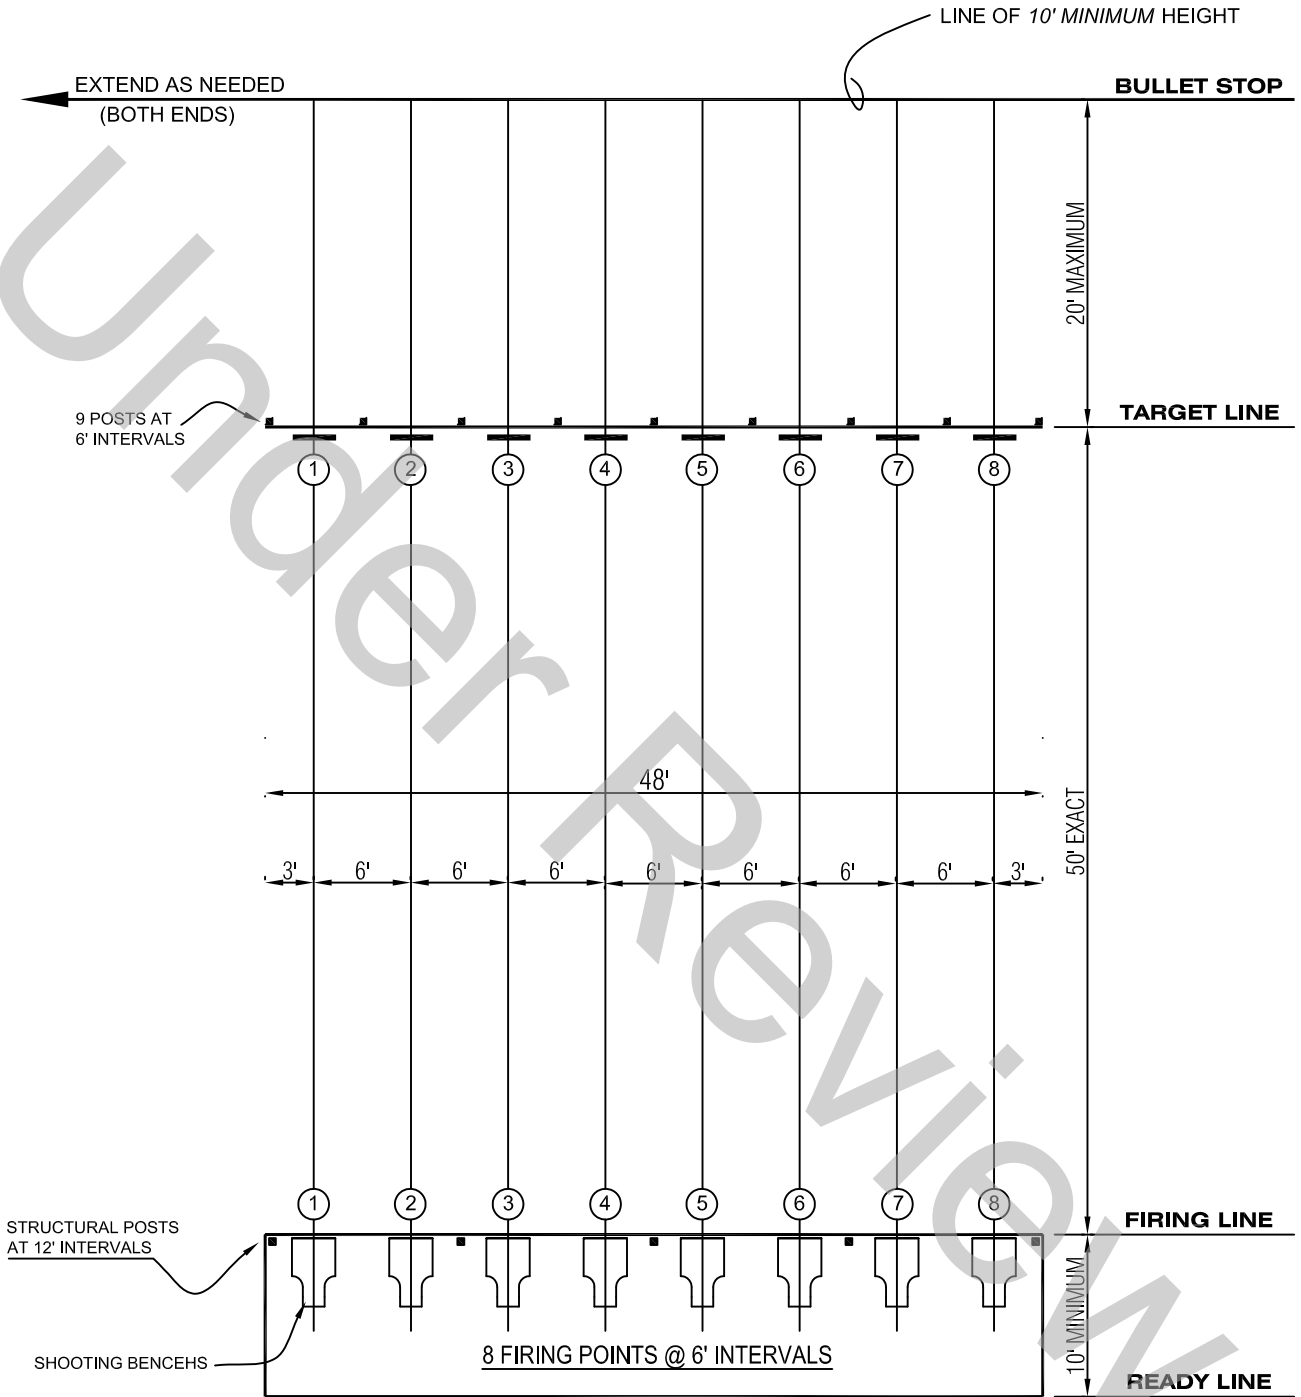 LINE OF 10' MINIMUM HEIGHT
EXTEND AS NEEDED
(BOTH ENDS)
BULLET STOP
20' MAXIMUM
9 POSTS AT
6' INTERVALS
TARGET LINE
1 2 3 4 5 6 7 8
48'
50' EXACT
3' 6' 6' 6' 6' 6' 6' 6' 3'
1 2 3 4 5 6 7 8
STRUCTURAL POSTS
AT 12' INTERVALS
FIRING LINE
10' MINIMUM
SHOOTING BENCEHS
8 FIRING POINTS @ 6' INTERVALS
READY LINE
Under Review